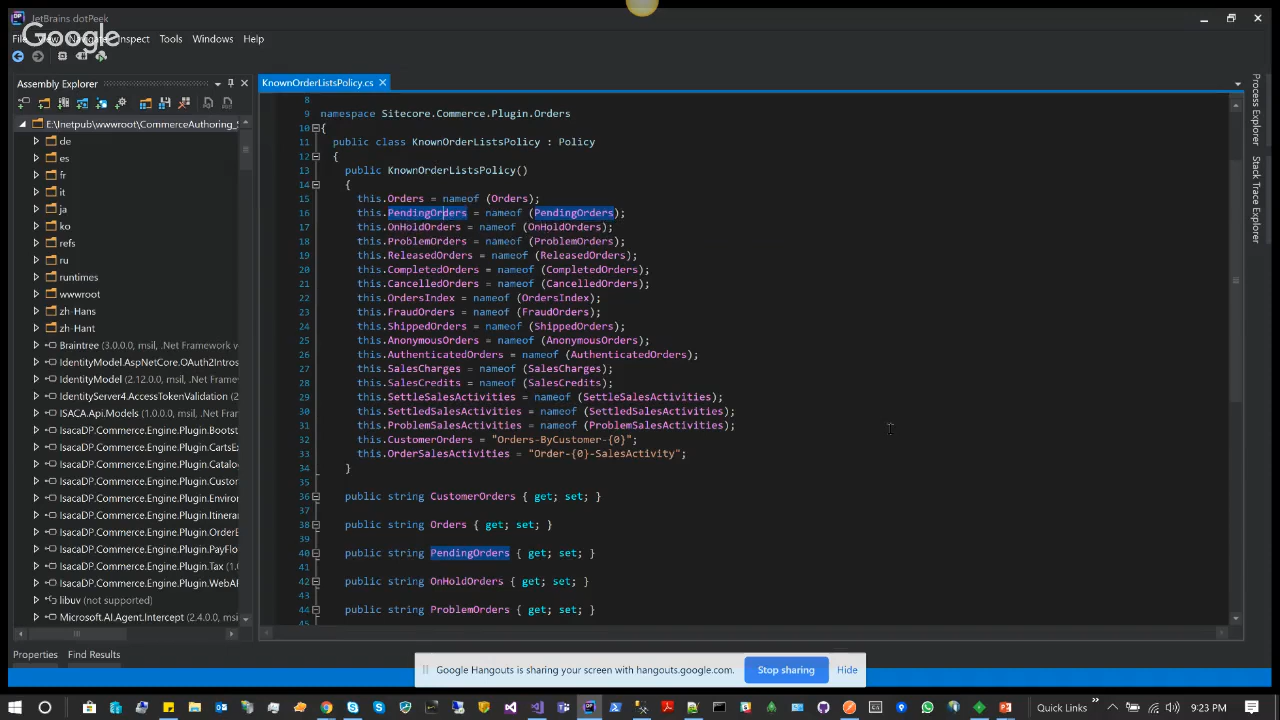 JetBrains dotPeek
Google
Inspect Tools Windows Help
Assembly Explorer
KnownOrderListsPolicy.cs
E:\Inetpub\wwwroot\CommerceAuthoring_
de
es
fr
it
ja
ko
refs
ru
runtimes
wwwroot
zh-Hans
zh-Hant
Braintree (3.0.0.0, msil, .Net Framework v
IdentityModel.AspNetCore.OAuth2Intros
IdentityModel (2.12.0.0, msil, .Net Framew
IdentityServer4.AccessTokenValidation (
ISACA.Api.Models (1.0.0.0, msil, .Net Fram
IsacaDP.Commerce.Engine.Plugin.Bootst
IsacaDP.Commerce.Engine.Plugin.CartsEx
IsacaDP.Commerce.Engine.Plugin.Catalo
IsacaDP.Commerce.Engine.Plugin.Custor
IsacaDP.Commerce.Engine.Plugin.Enviror
IsacaDP.Commerce.Engine.Plugin.Itinerar
IsacaDP.Commerce.Engine.Plugin.OrderE
IsacaDP.Commerce.Engine.Plugin.PayFlo
IsacaDP.Commerce.Engine.Plugin.Tax (1.0
IsacaDP.Commerce.Engine.Plugin.WebAF
libuv (not supported)
Microsoft.AI.Agent.Intercept (2.4.0.0, msi
Properties Find Results
8
9 namespace Sitecore.Commerce.Plugin.Orders
10 {
11 public class KnownOrderListsPolicy : Policy
12 {
13 public KnownOrderListsPolicy()
14 {
15 this.Orders = nameof (Orders);
16 this.PendingOrders = nameof (PendingOrders);
17 this.OnHoldOrders = nameof (OnHoldOrders);
18 this.ProblemOrders = nameof (ProblemOrders);
19 this.ReleasedOrders = nameof (ReleasedOrders);
20 this.CompletedOrders = nameof (CompletedOrders);
21 this.CancelledOrders = nameof (CancelledOrders);
22 this.OrdersIndex = nameof (OrdersIndex);
23 this.FraudOrders = nameof (FraudOrders);
24 this.ShippedOrders = nameof (ShippedOrders);
25 this.AnonymousOrders = nameof (AnonymousOrders);
26 this.AuthenticatedOrders = nameof (AuthenticatedOrders);
27 this.SalesCharges = nameof (SalesCharges);
28 this.SalesCredits = nameof (SalesCredits);
29 this.SettleSalesActivities = nameof (SettleSalesActivities);
30 this.SettledSalesActivities = nameof (SettledSalesActivities);
31 this.ProblemSalesActivities = nameof (ProblemSalesActivities);
32 this.CustomerOrders = "Orders-ByCustomer-{0}";
33 this.OrderSalesActivities = "Order-{0}-SalesActivity";
34 }
35
36 public string CustomerOrders { get; set; }
37
38 public string Orders { get; set; }
39
40 public string PendingOrders { get; set; }
41
42 public string OnHoldOrders { get; set; }
43
44 public string ProblemOrders { get; set; }
45
Process Explorer
Stack Trace Explorer
Google Hangouts is sharing your screen with hangouts.google.com.
Stop sharing
Hide
Quick Links
9:23 PM